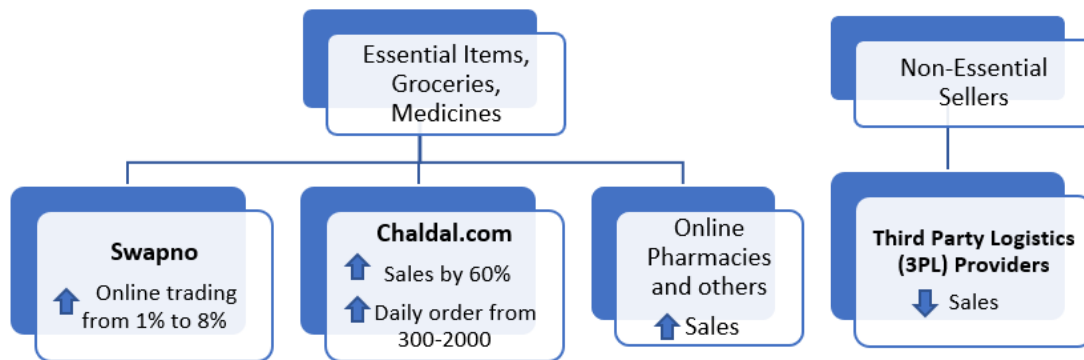 Essential Items,
Groceries,
Medicines
Non-Essential
Sellers
Swapno
Online trading
from 1% to 8%
Chaldal.com
Sales by 60%
Daily order from
300-2000
Online
Pharmacies
and others
Sales
Third Party Logistics
(3PL) Providers
Sales